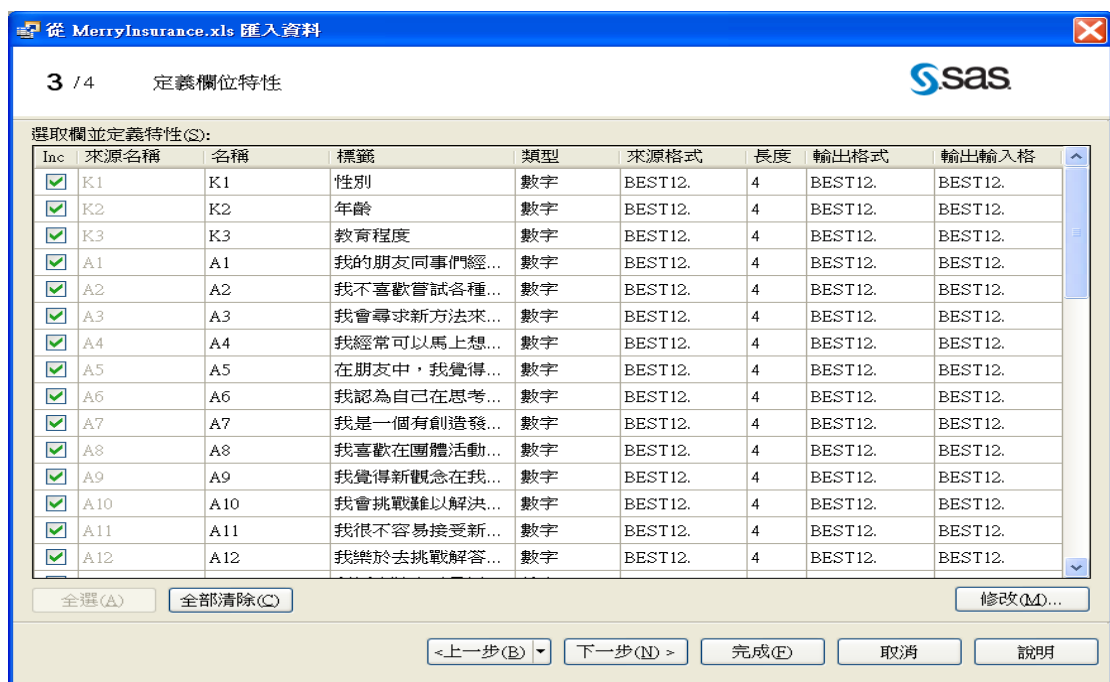 從 MerryInsurance.xls 匯入資料
3 /4 定義欄位特性
sas
選取欄並定義特性(S):
Inc 來源名稱 名稱 標籤 類型 來源格式 長度 輸出格式 輸出輸入格
K1 K1 性別 數字 BEST12. 4 BEST12. BEST12.
K2 K2 年齡 數字 BEST12. 4 BEST12. BEST12.
K3 K3 教育程度 數字 BEST12. 4 BEST12. BEST12.
A1 A1 我的朋友同事們經... 數字 BEST12. 4 BEST12. BEST12.
A2 A2 我不喜歡嘗試各種... 數字 BEST12. 4 BEST12. BEST12.
A3 A3 我會尋求新方法來... 數字 BEST12. 4 BEST12. BEST12.
A4 A4 我經常可以馬上想... 數字 BEST12. 4 BEST12. BEST12.
A5 A5 在朋友中，我覺得... 數字 BEST12. 4 BEST12. BEST12.
A6 A6 我認為自己在思考... 數字 BEST12. 4 BEST12. BEST12.
A7 A7 我是一個有創造發... 數字 BEST12. 4 BEST12. BEST12.
A8 A8 我喜歡在團體活動... 數字 BEST12. 4 BEST12. BEST12.
A9 A9 我覺得新觀念在我... 數字 BEST12. 4 BEST12. BEST12.
A10 A10 我會挑戰難以解決... 數字 BEST12. 4 BEST12. BEST12.
A11 A11 我很不容易接受新... 數字 BEST12. 4 BEST12. BEST12.
A12 A12 我樂於去挑戰解答... 數字 BEST12. 4 BEST12. BEST12.
全選(A) 全部清除(C) 修改(M)...
<上一步(B) 下一步(N) > 完成(F) 取消 說明